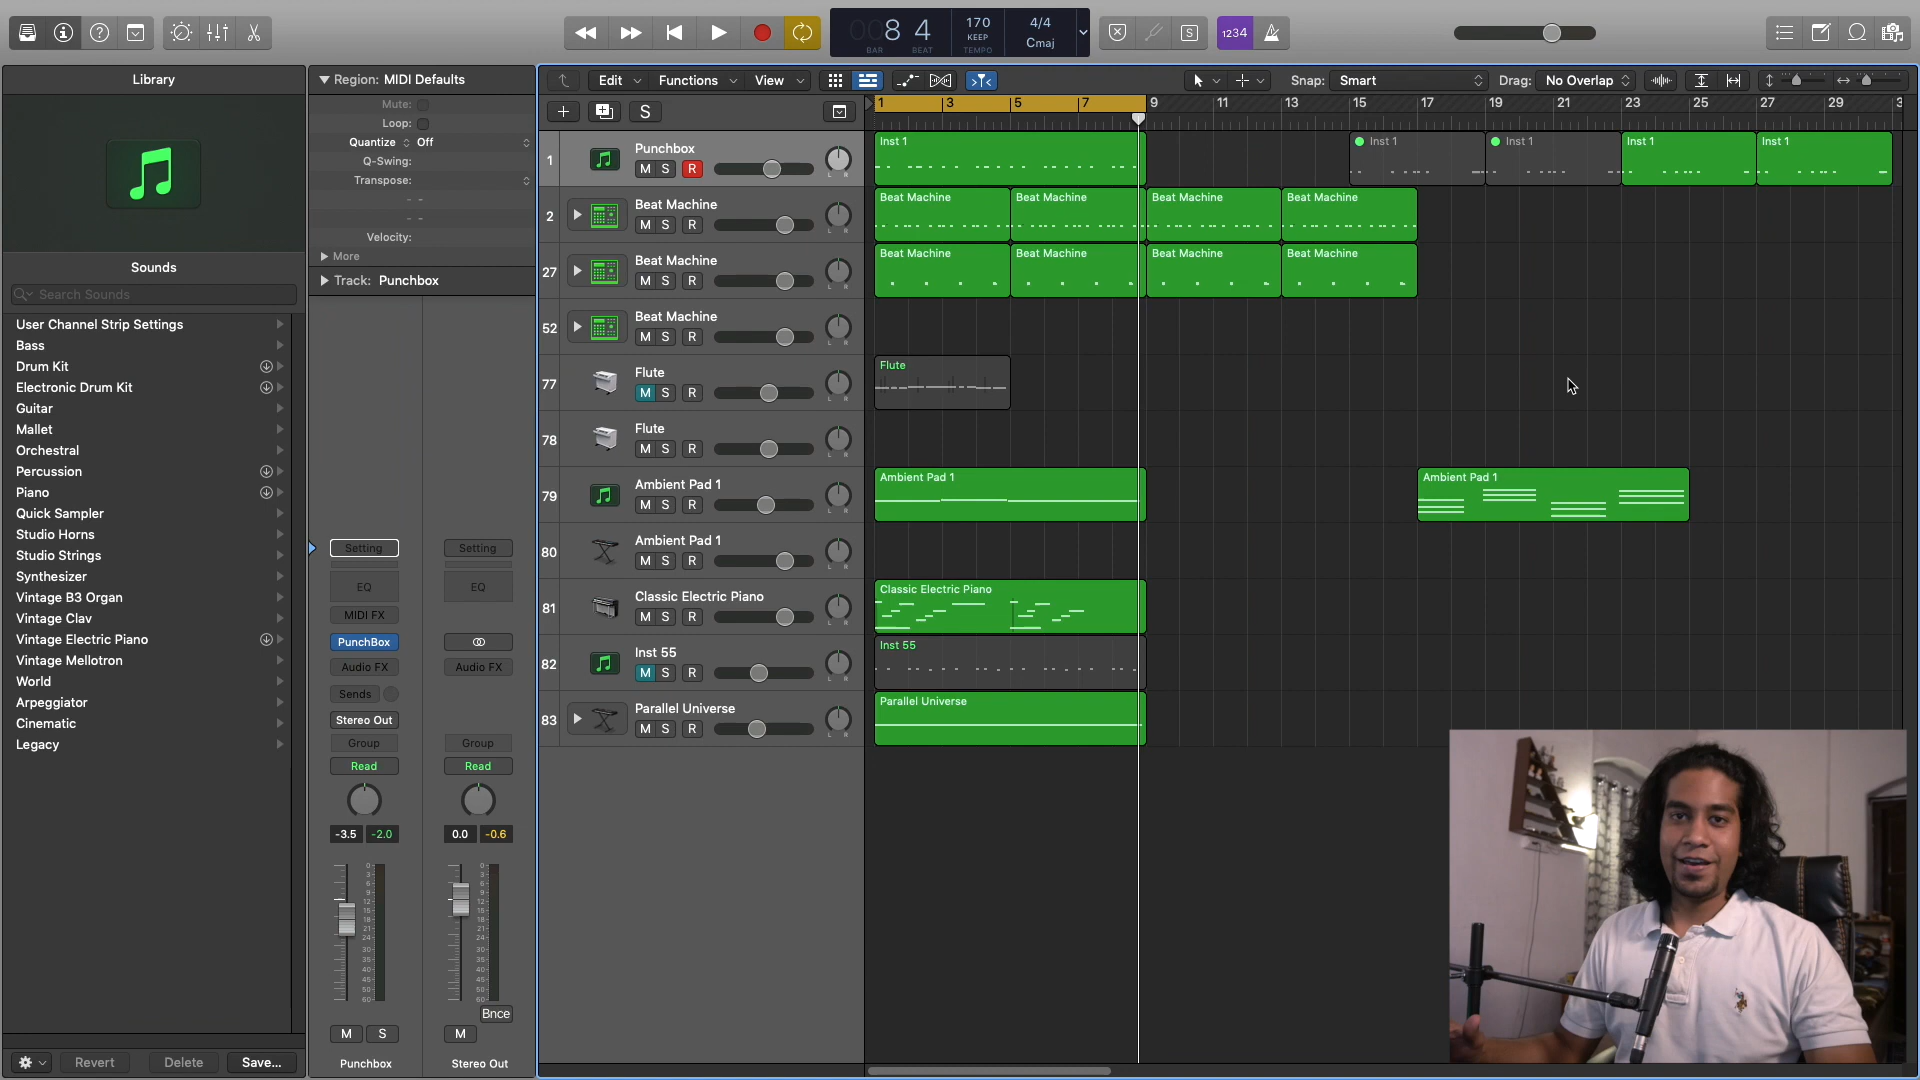 1234
8 4
BAR BEAT
170
KEEP
TEMPO
4/4
Cmaj
Library
Region: MIDI Defaults
Edit
Functions
View
Snap: Smart
Drag: No Overlap
Mute:
Loop:
Quantize Off
Q-Swing:
Transpose:
Velocity:
More
Track: Punchbox
S
1 3 5 7 9 11 13 15 17 19 21 23 25 27 29
Sounds
Search Sounds
User Channel Strip Settings
Bass
Drum Kit
Electronic Drum Kit
Guitar
Mallet
Orchestral
Percussion
Piano
Quick Sampler
Studio Horns
Studio Strings
Synthesizer
Vintage B3 Organ
Vintage Clav
Vintage Electric Piano
Vintage Mellotron
World
Arpeggiator
Cinematic
Legacy
Revert
Delete
Save...
Setting
EQ
MIDI FX
PunchBox
Audio FX
Sends
Stereo Out
Group
Read
-3.5 -2.0
M S
Punchbox
Setting
EQ
Audio FX
Group
Read
0.0 -0.6
Bnce
M
Stereo Out
1 Punchbox
M S R
Inst 1
Inst 1
Inst 1
Inst 1
Inst 1
2 Beat Machine
M S R
Beat Machine
Beat Machine
Beat Machine
Beat Machine
27 Beat Machine
M S R
Beat Machine
Beat Machine
Beat Machine
Beat Machine
52 Beat Machine
M S R
77 Flute
M S R
Flute
78 Flute
M S R
79 Ambient Pad 1
M S R
Ambient Pad 1
Ambient Pad 1
80 Ambient Pad 1
M S R
81 Classic Electric Piano
M S R
Classic Electric Piano
82 Inst 55
M S R
Inst 55
83 Parallel Universe
M S R
Parallel Universe